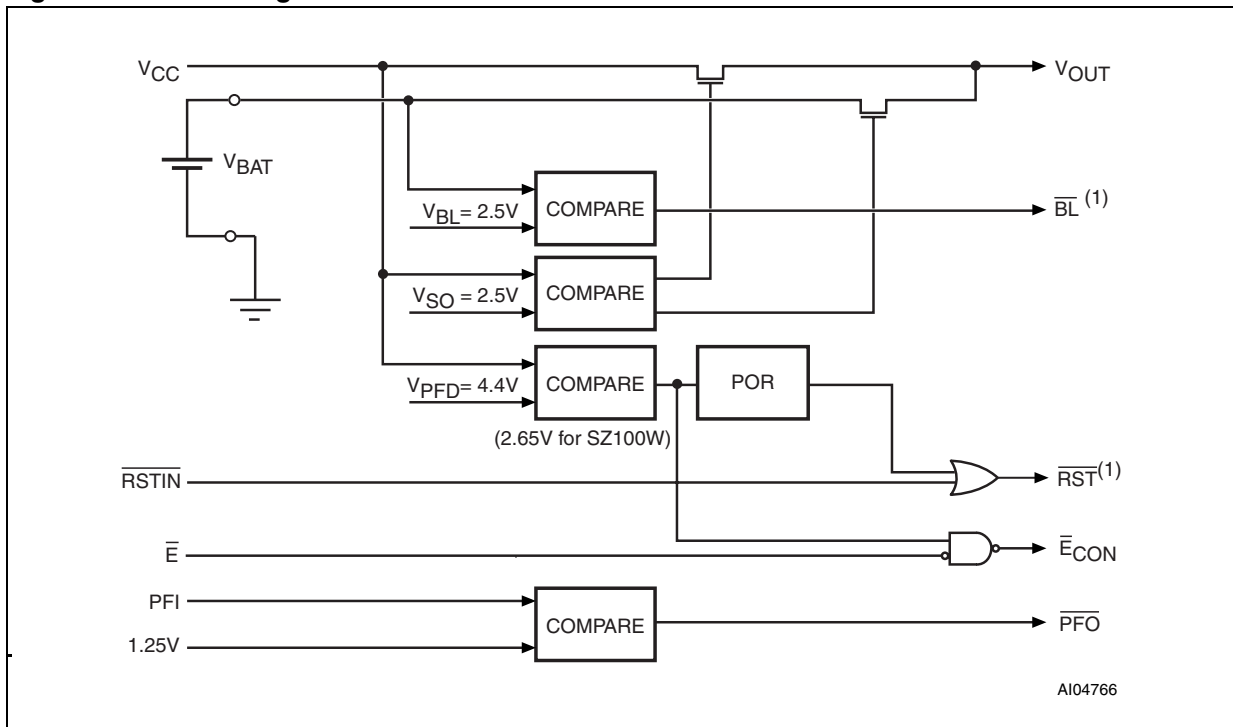 VCC
VOUT
VBAT
COMPARE
VBL= 2.5V
BL (1)
COMPARE
VSO = 2.5V
COMPARE
POR
VPFD= 4.4V
(2.65V for SZ100W)
RSTIN
RST(1)
E
ECON
PFI
COMPARE
PFO
1.25V
AI04766